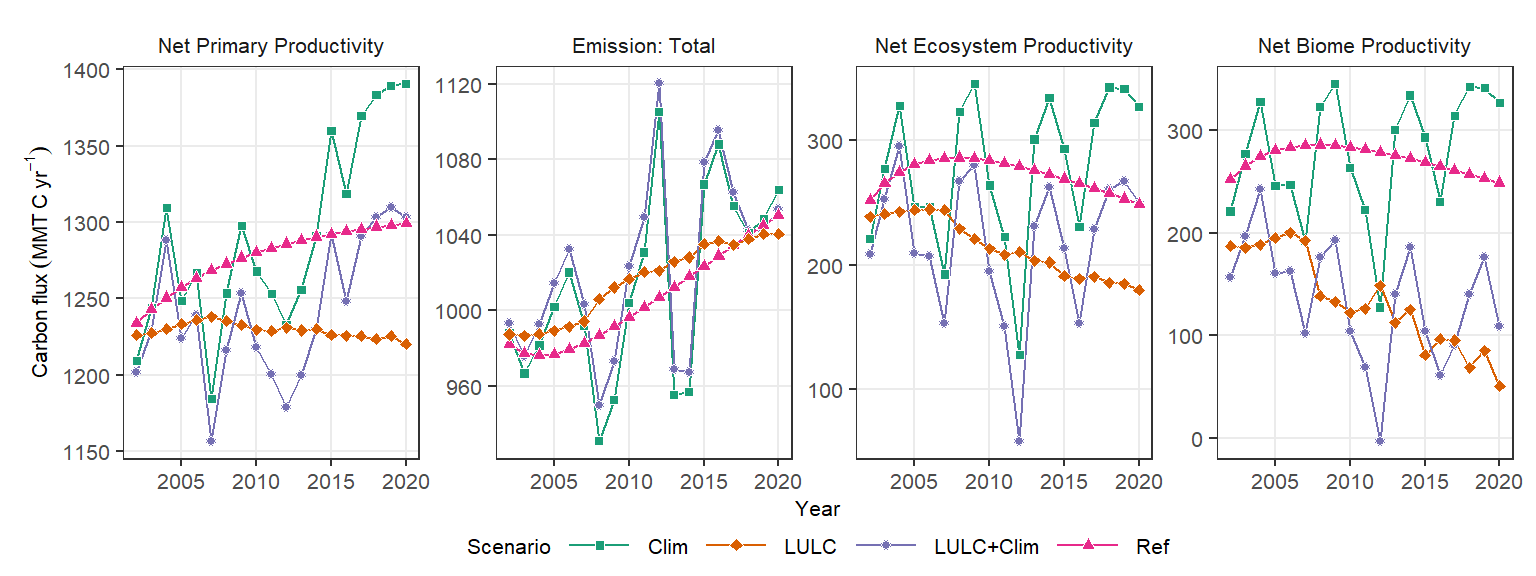 Net Primary Productivity
Emission: Total
Net Ecosystem Productivity
Net Biome Productivity
Carbon flux (MMT C yr⁻¹)
1400
1350
1300
1250
1200
1150
2005 2010 2015 2020
1120
1080
1040
1000
960
2005 2010 2015 2020
300
200
100
2005 2010 2015 2020
300
200
100
0
2005 2010 2015 2020
Year
Scenario Clim LULC LULC+Clim Ref